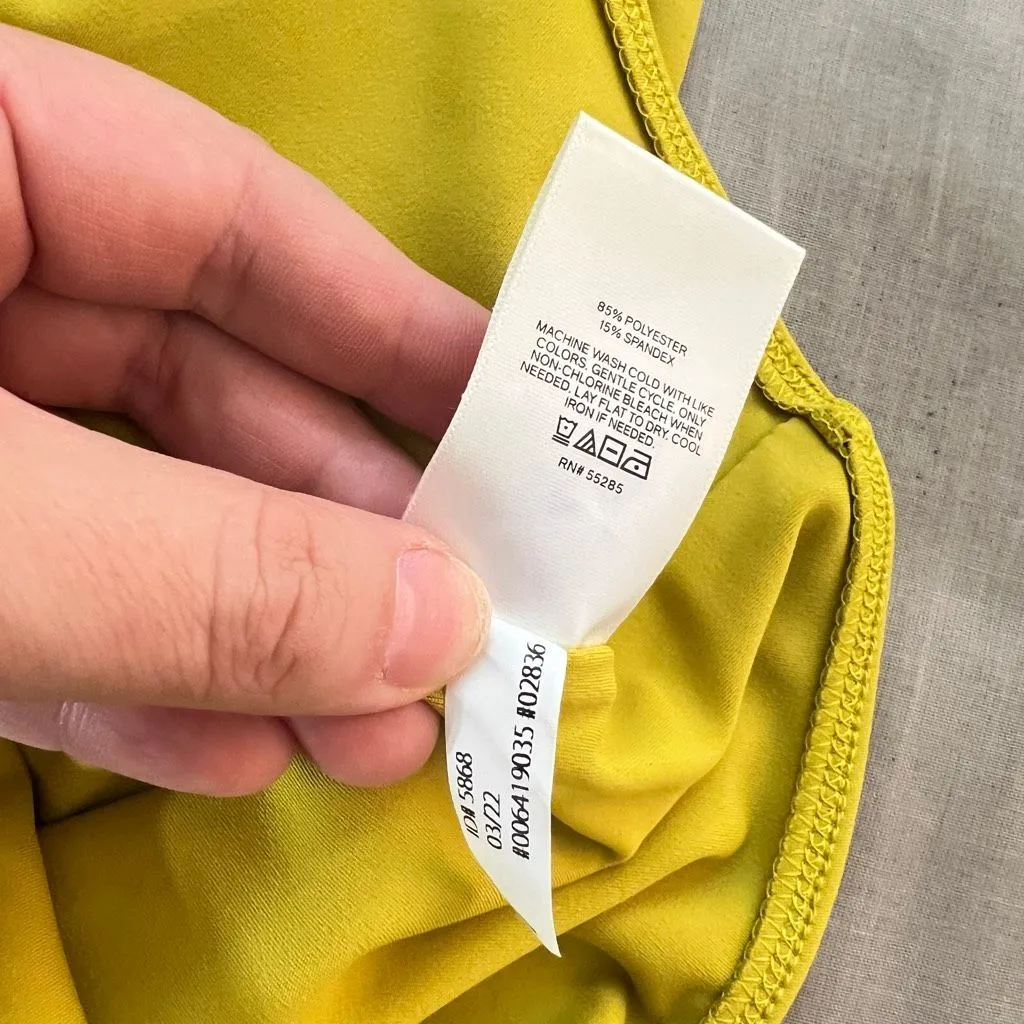 85% POLYESTER
15% SPANDEX
MACHINE WASH COLD WITH LIKE
COLORS. GENTLE CYCLE. ONLY
NON-CHLORINE BLEACH WHEN
NEEDED. LAY FLAT TO DRY. COOL
IRON IF NEEDED.
RN# 55285
ID# 5868
03/22
#006419035 #02836